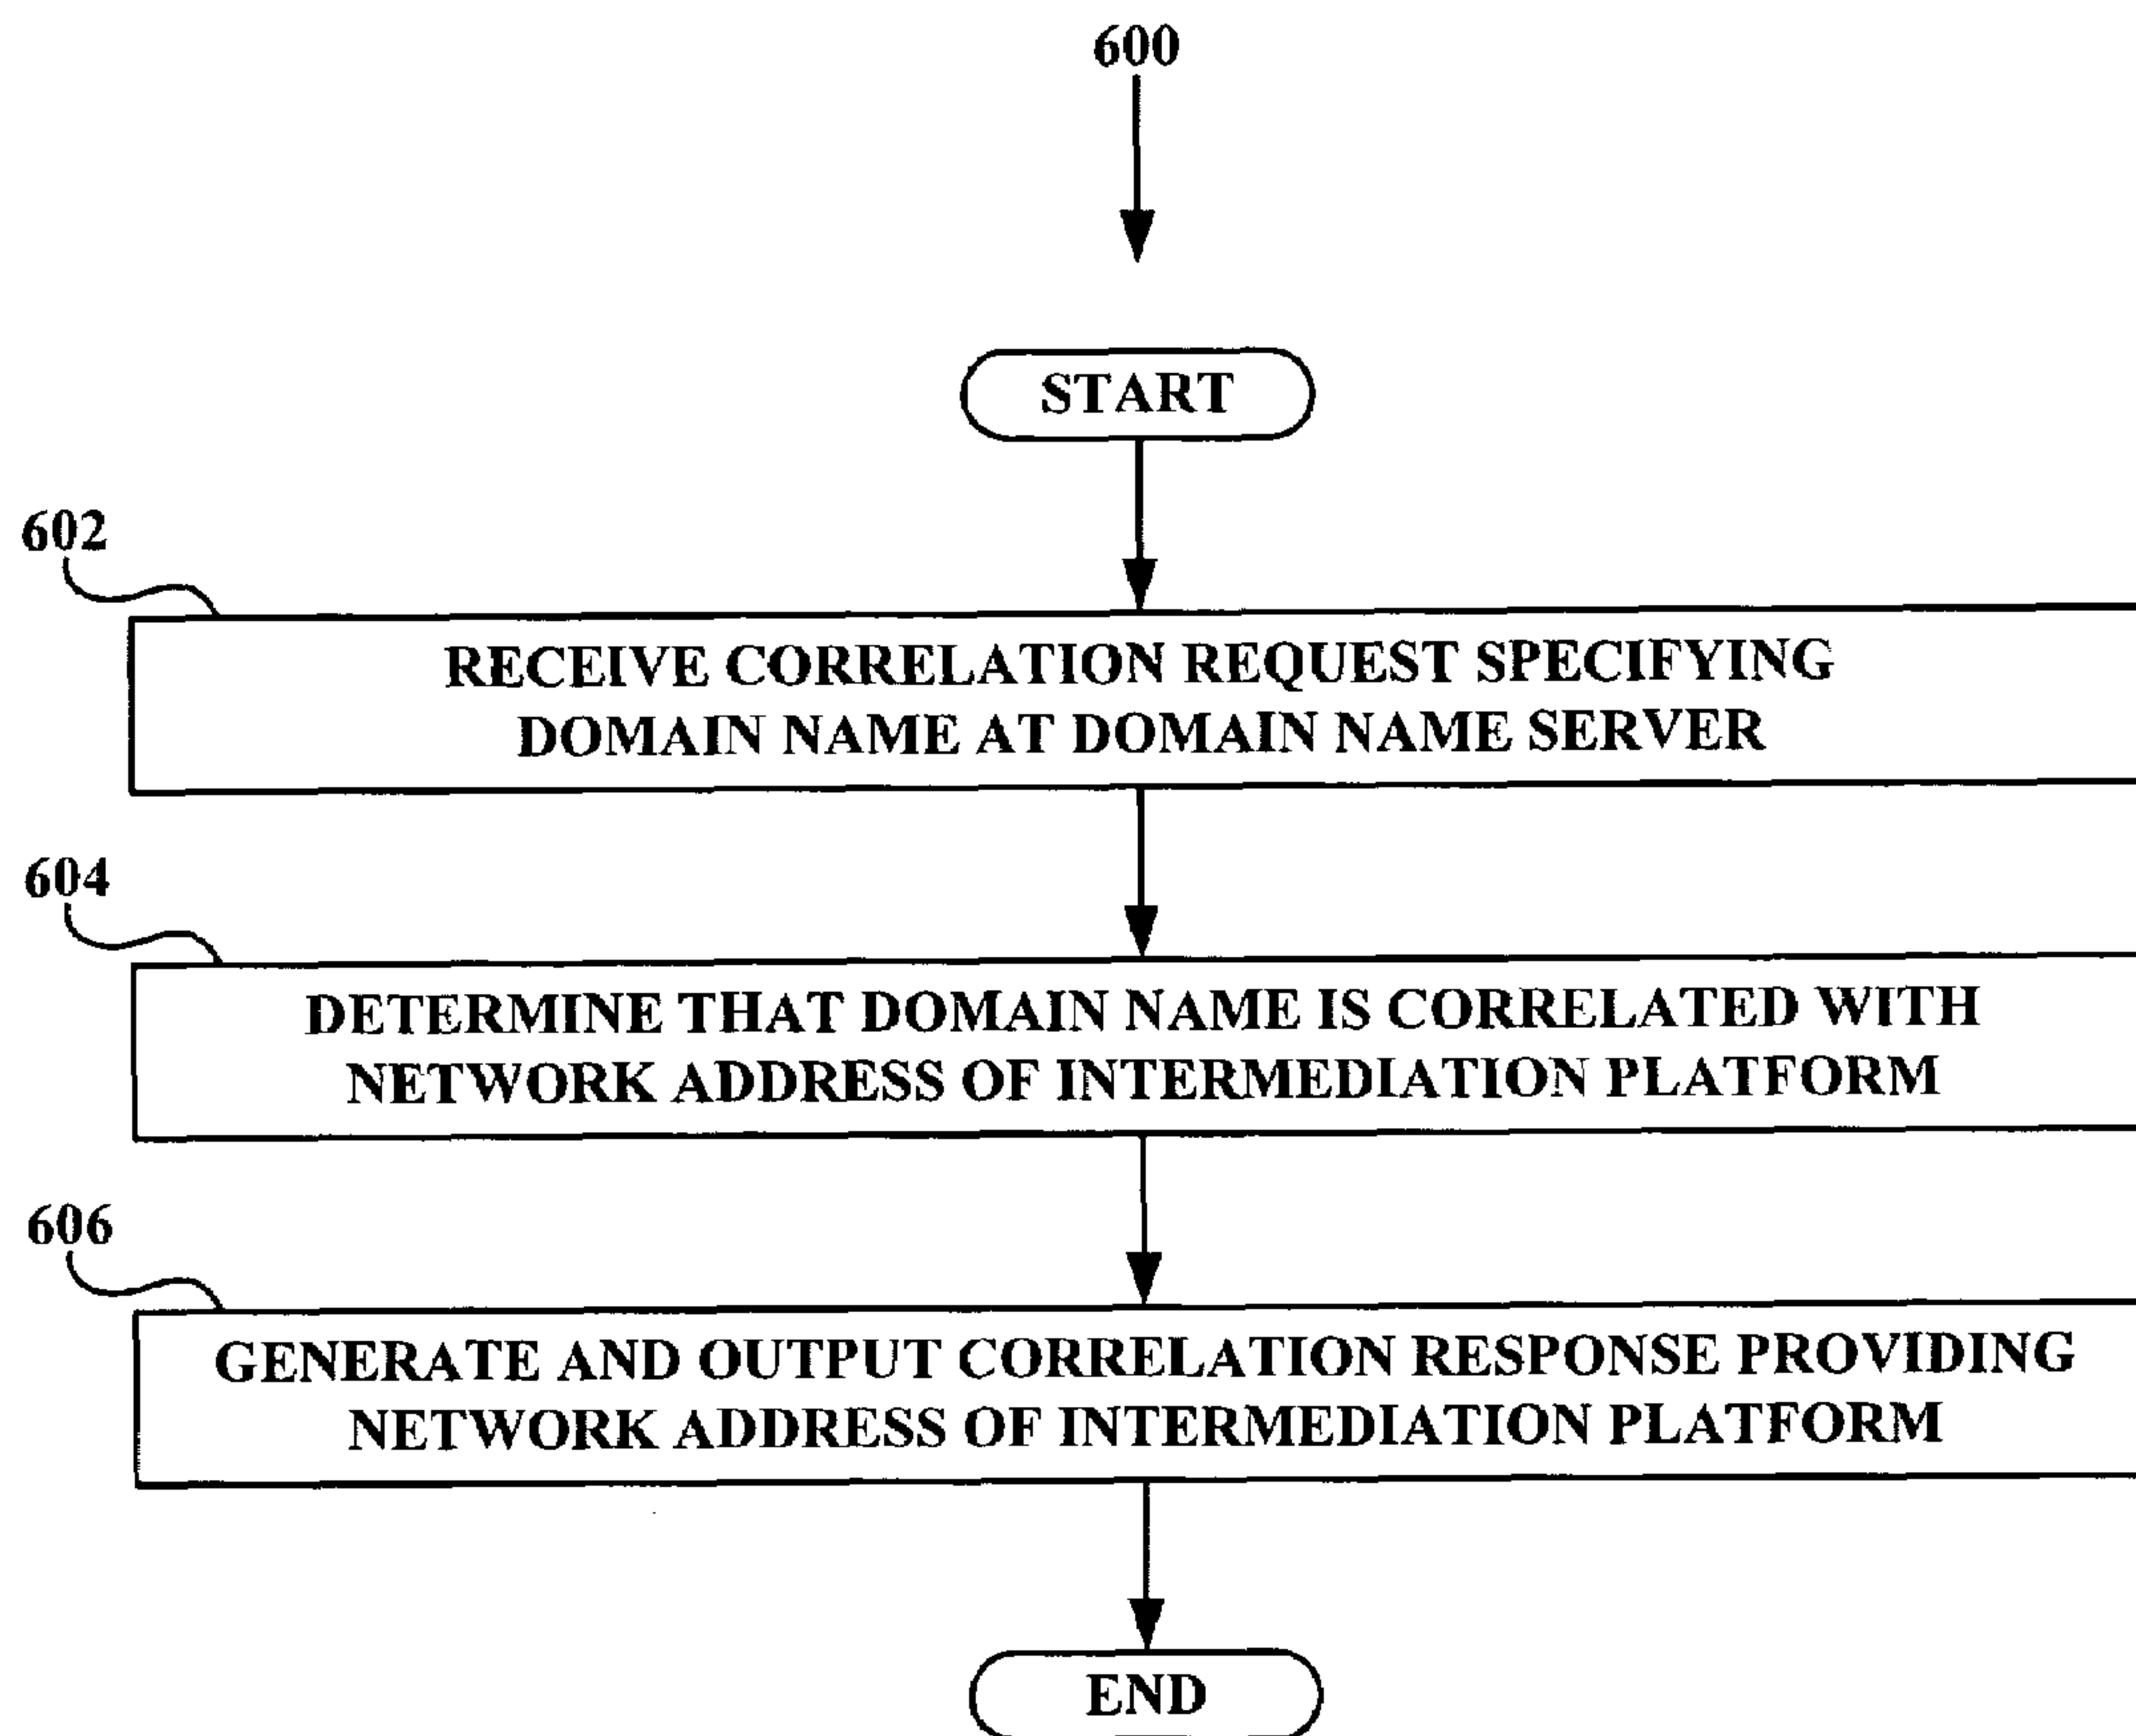 600
START
602
RECEIVE CORRELATION REQUEST SPECIFYING
DOMAIN NAME AT DOMAIN NAME SERVER
604
DETERMINE THAT DOMAIN NAME IS CORRELATED WITH
NETWORK ADDRESS OF INTERMEDIATION PLATFORM
606
GENERATE AND OUTPUT CORRELATION RESPONSE PROVIDING
NETWORK ADDRESS OF INTERMEDIATION PLATFORM
END